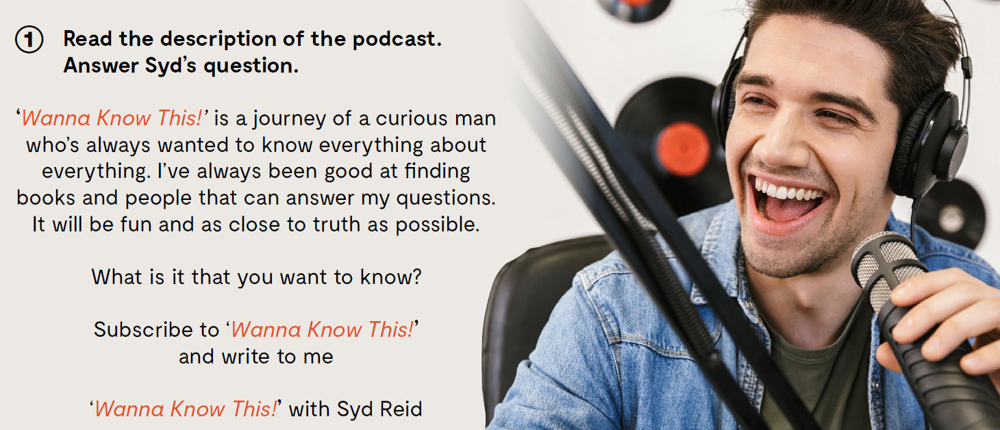 1 Read the description of the podcast.
Answer Syd’s question.
‘Wanna Know This!’ is a journey of a curious man
who’s always wanted to know everything about
everything. I’ve always been good at finding
books and people that can answer my questions.
It will be fun and as close to truth as possible.
What is it that you want to know?
Subscribe to ‘Wanna Know This!’
and write to me
‘Wanna Know This!’ with Syd Reid